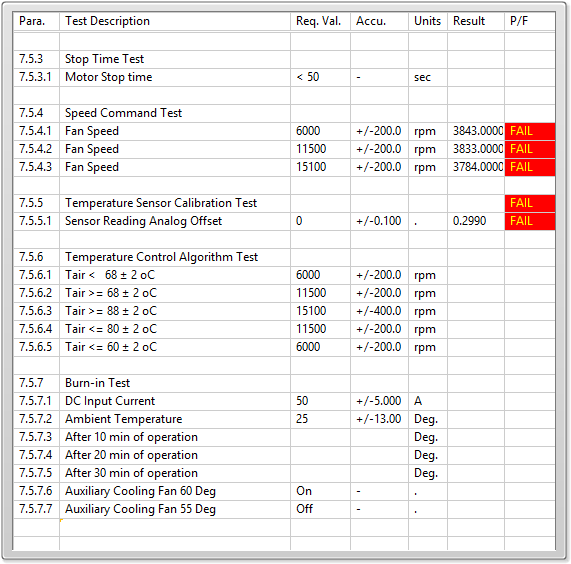 Para. Test Description Req. Val. Accu. Units Result P/F
7.5.3 Stop Time Test
7.5.3.1 Motor Stop time < 50 - sec
7.5.4 Speed Command Test
7.5.4.1 Fan Speed 6000 +/-200.0 rpm 3843.0000 FAIL
7.5.4.2 Fan Speed 11500 +/-200.0 rpm 3833.0000 FAIL
7.5.4.3 Fan Speed 15100 +/-200.0 rpm 3784.0000 FAIL
7.5.5 Temperature Sensor Calibration Test FAIL
7.5.5.1 Sensor Reading Analog Offset 0 +/-0.100 . 0.2990 FAIL
7.5.6 Temperature Control Algorithm Test
7.5.6.1 Tair < 68 ± 2 oC 6000 +/-200.0 rpm
7.5.6.2 Tair >= 68 ± 2 oC 11500 +/-200.0 rpm
7.5.6.3 Tair >= 88 ± 2 oC 15100 +/-400.0 rpm
7.5.6.4 Tair <= 80 ± 2 oC 11500 +/-200.0 rpm
7.5.6.5 Tair <= 60 ± 2 oC 6000 +/-200.0 rpm
7.5.7 Burn-in Test
7.5.7.1 DC Input Current 50 +/-5.000 A
7.5.7.2 Ambient Temperature 25 +/-13.00 Deg.
7.5.7.3 After 10 min of operation Deg.
7.5.7.4 After 20 min of operation Deg.
7.5.7.5 After 30 min of operation Deg.
7.5.7.6 Auxiliary Cooling Fan 60 Deg On - .
7.5.7.7 Auxiliary Cooling Fan 55 Deg Off - .